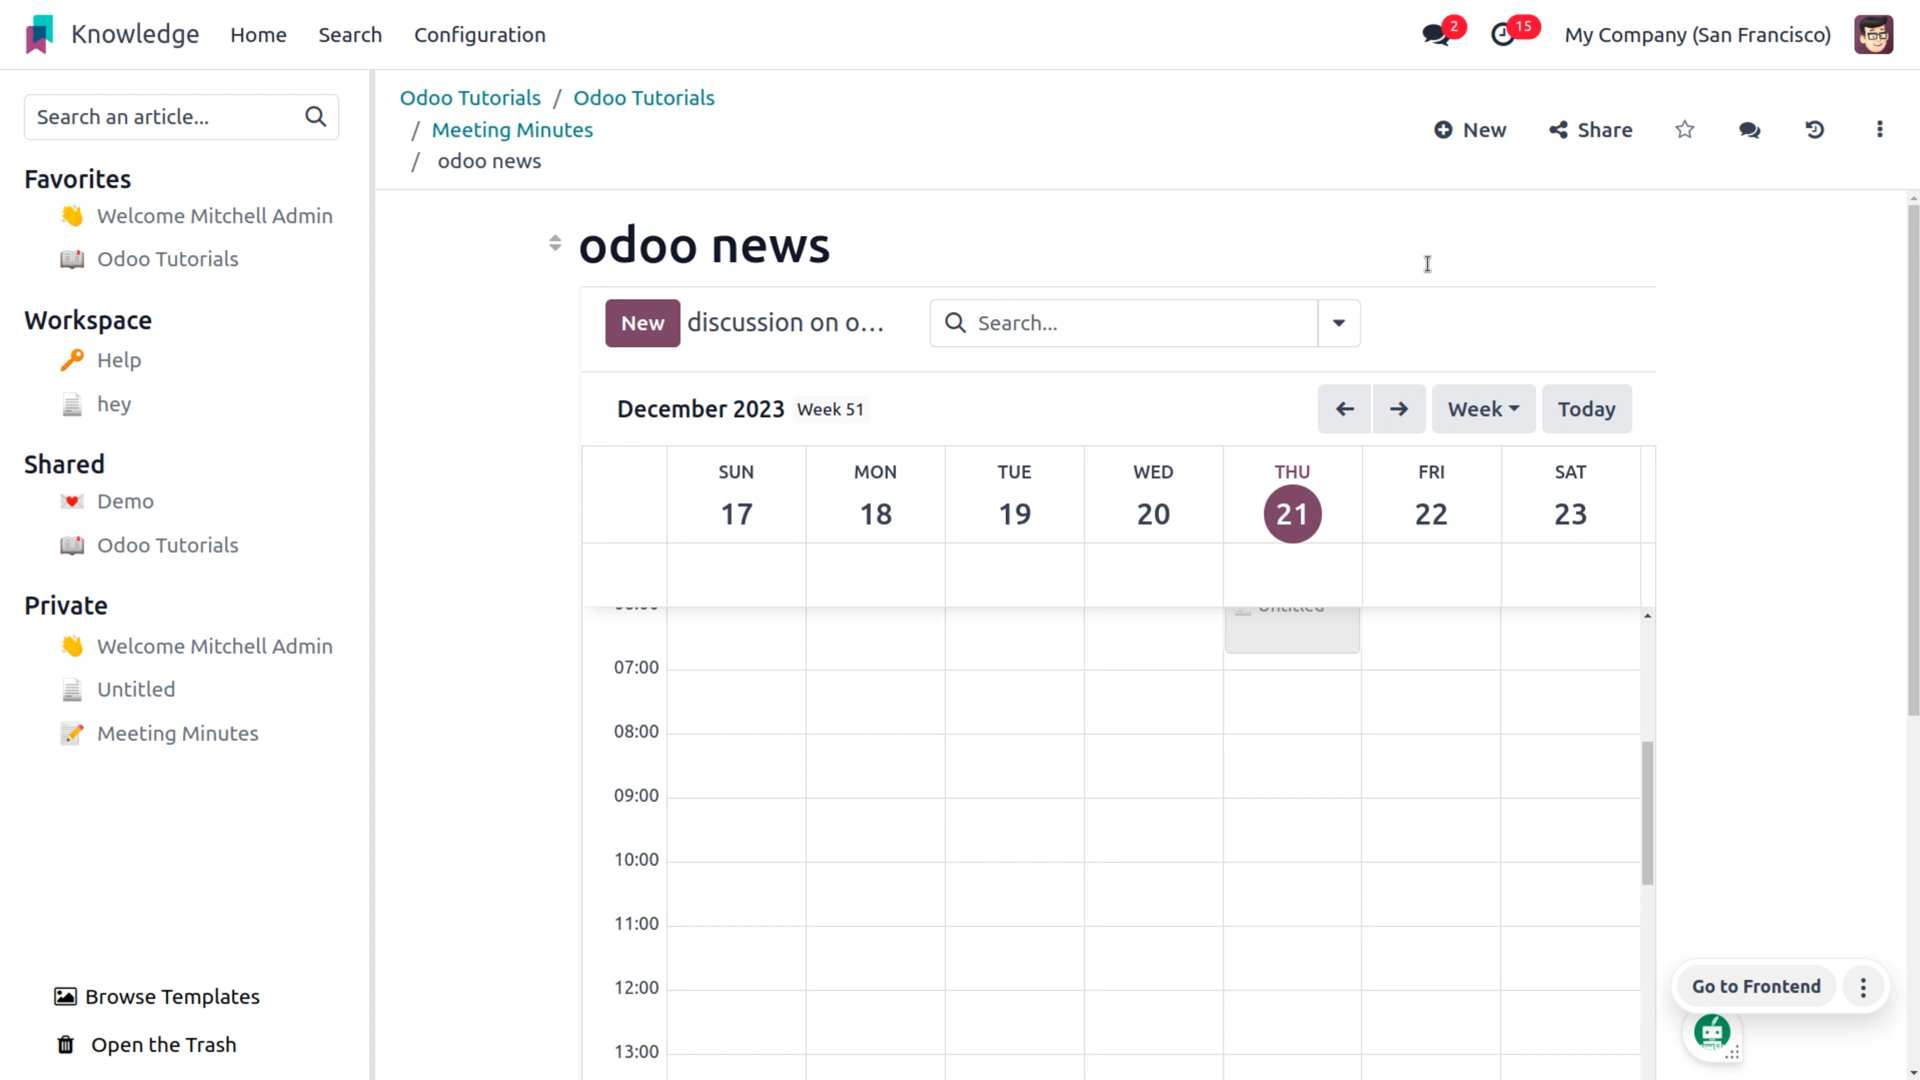 Knowledge Home Search Configuration 2 15 My Company (San Francisco)
Search an article...
Favorites
Welcome Mitchell Admin
Odoo Tutorials
Workspace
Help
hey
Shared
Demo
Odoo Tutorials
Private
Welcome Mitchell Admin
Untitled
Meeting Minutes
Browse Templates
Open the Trash
Odoo Tutorials / Odoo Tutorials
/ Meeting Minutes
/ odoo news
New Share
odoo news
New discussion on o... Search...
December 2023 Week 51 Week Today
SUN MON TUE WED THU FRI SAT
17 18 19 20 21 22 23
Untitled
07:00
08:00
09:00
10:00
11:00
12:00
13:00
Go to Frontend